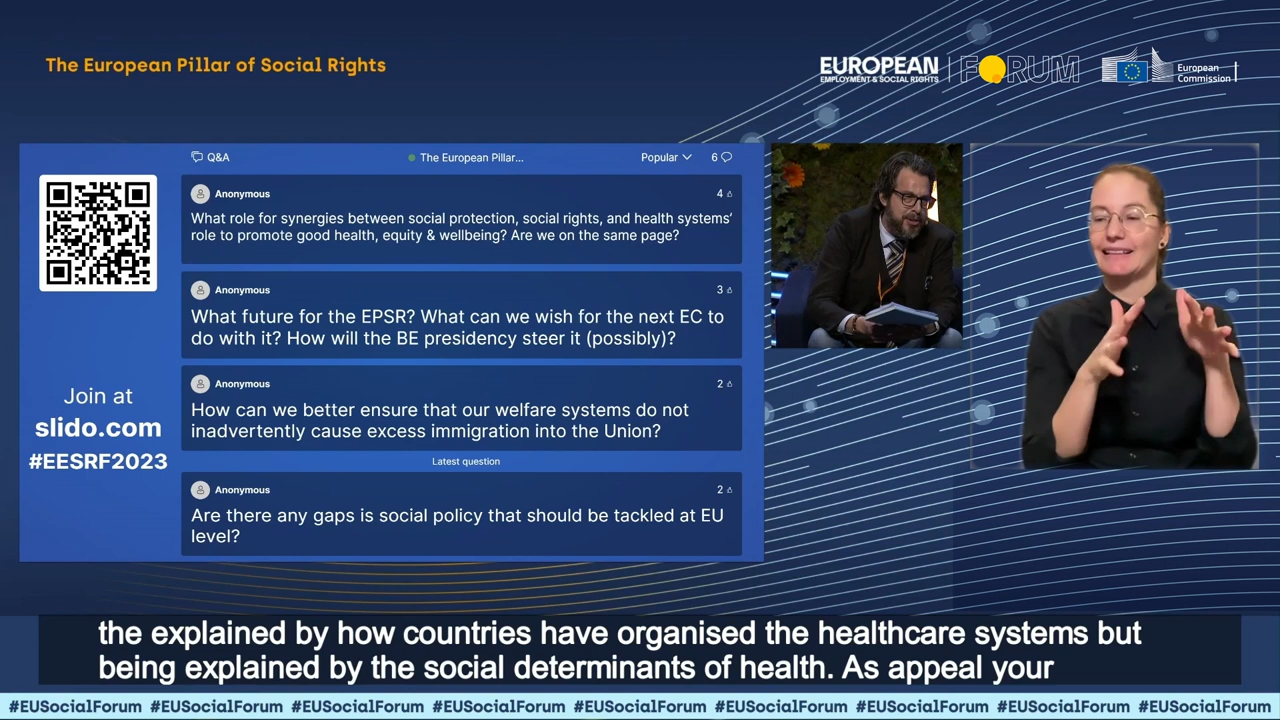 The European Pillar of Social Rights
EUROPEAN
EMPLOYMENT & SOCIAL RIGHTS
FORUM
European
Commission
Q&A
The European Pillar...
Popular
6
Anonymous
4
What role for synergies between social protection, social rights, and health systems’
role to promote good health, equity & wellbeing? Are we on the same page?
Anonymous
3
What future for the EPSR? What can we wish for the next EC to
do with it? How will the BE presidency steer it (possibly)?
Anonymous
2
How can we better ensure that our welfare systems do not
inadvertently cause excess immigration into the Union?
Latest question
Anonymous
2
Are there any gaps is social policy that should be tackled at EU
level?
Join at
slido.com
#EESRF2023
the explained by how countries have organised the healthcare systems but
being explained by the social determinants of health. As appeal your
#EUSocialForum #EUSocialForum #EUSocialForum #EUSocialForum #EUSocialForum #EUSocialForum #EUSocialForum #EUSocialForum #EUSocialForum